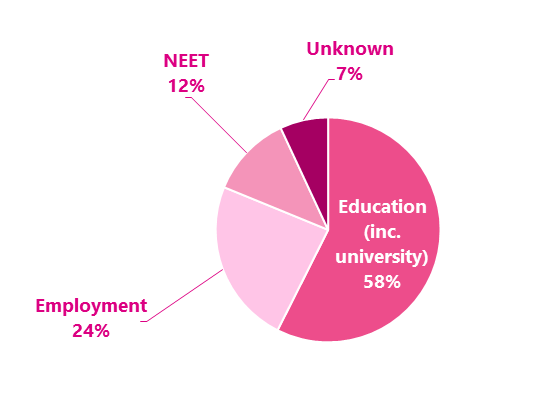 Unknown
7%
NEET
12%
Education
(inc.
university)
58%
Employment
24%